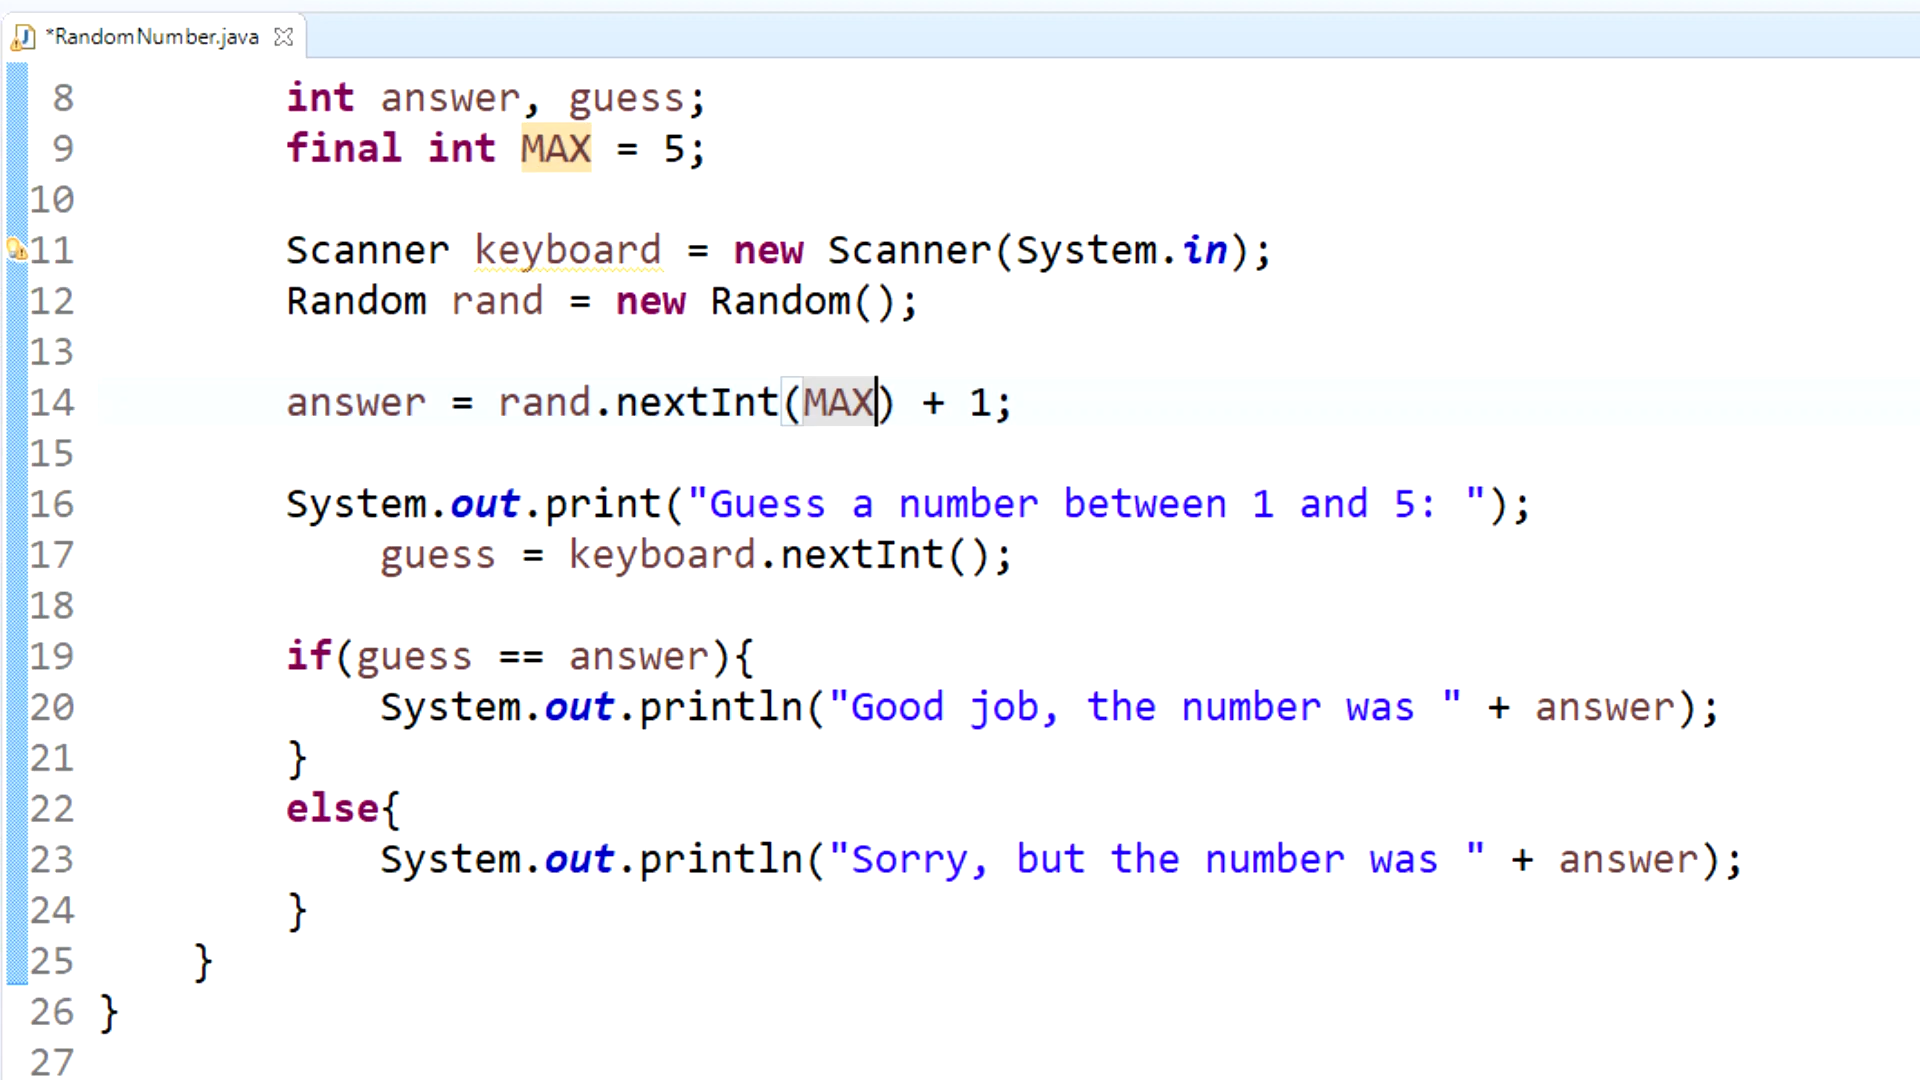 *RandomNumber.java
8 int answer, guess;
9 final int MAX = 5;
10
11 Scanner keyboard = new Scanner(System.in);
12 Random rand = new Random();
13
14 answer = rand.nextInt(MAX) + 1;
15
16 System.out.print("Guess a number between 1 and 5: ");
17 guess = keyboard.nextInt();
18
19 if(guess == answer){
20 System.out.println("Good job, the number was " + answer);
21 }
22 else{
23 System.out.println("Sorry, but the number was " + answer);
24 }
25 }
26 }
27